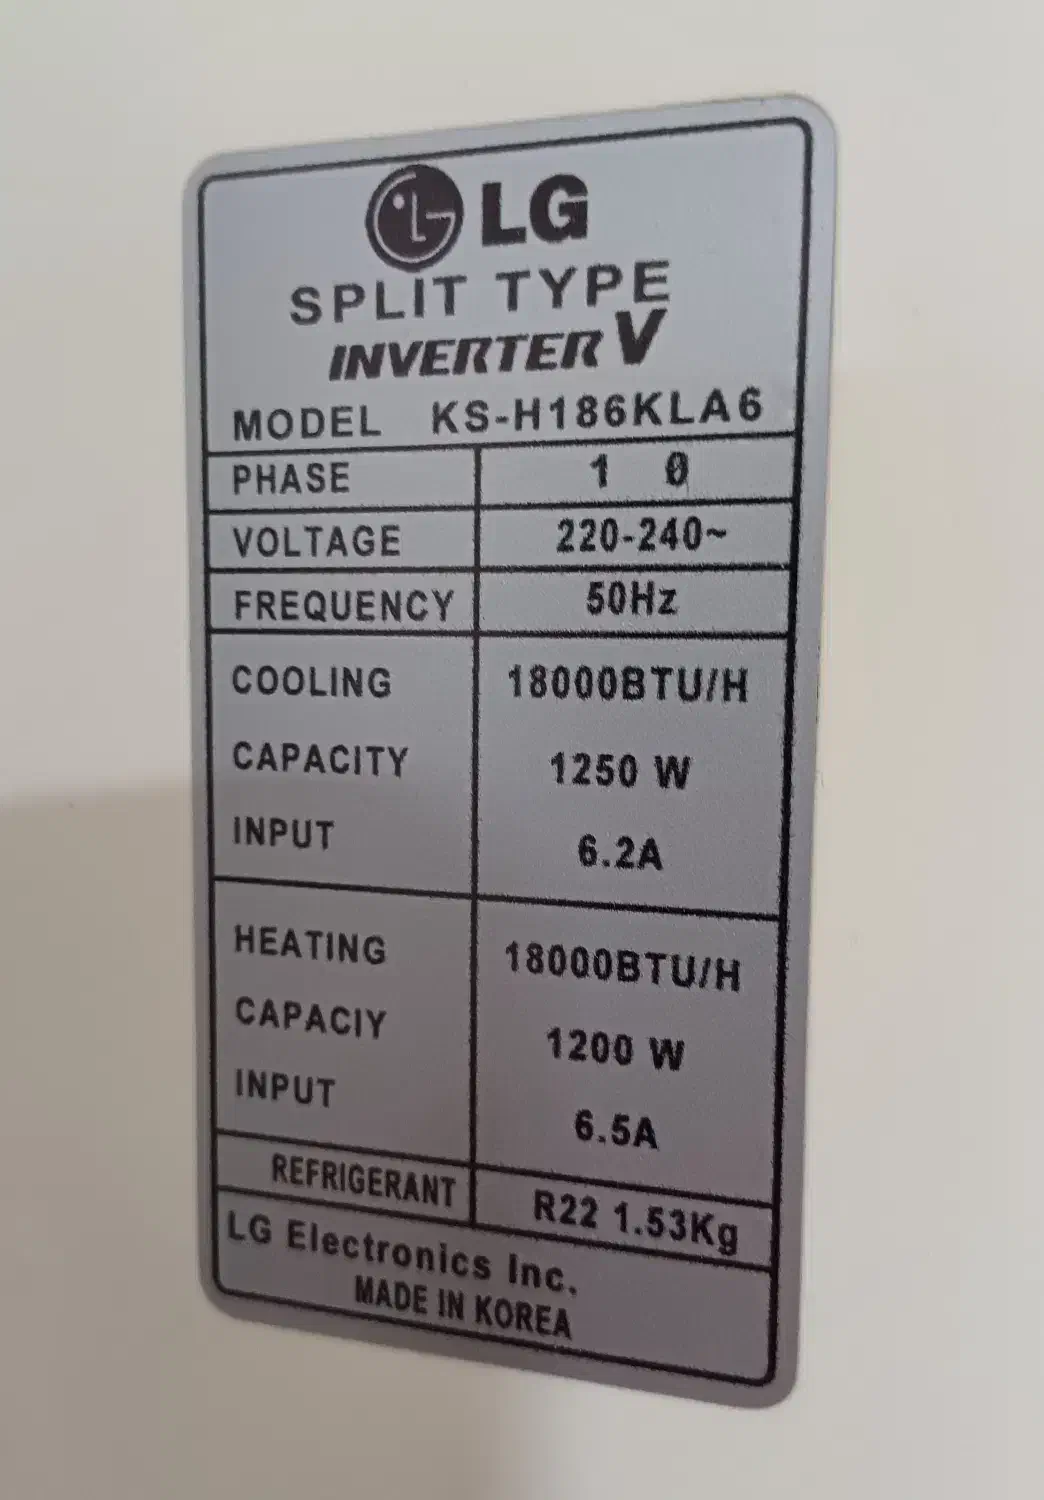 LG
SPLIT TYPE
INVERTER V
MODEL KS-H186KLA6
PHASE 1 0
VOLTAGE 220-240~
FREQUENCY 50Hz
COOLING 18000BTU/H
CAPACITY 1250 W
INPUT 6.2A
HEATING 18000BTU/H
CAPACIY 1200 W
INPUT 6.5A
REFRIGERANT R22 1.53Kg
LG Electronics Inc.
MADE IN KOREA